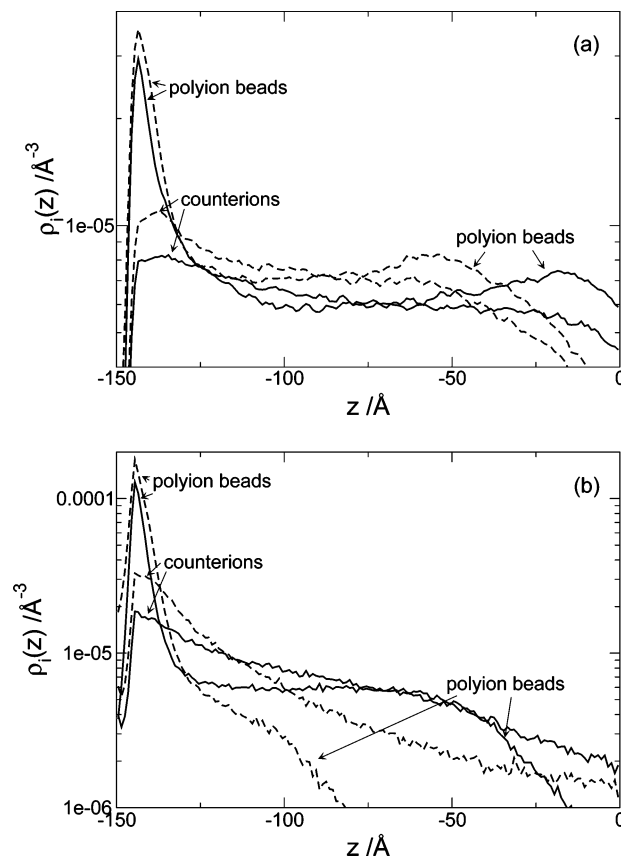 (a)
polyion beads
counterions
polyion beads
ρi(z) /Å-3
1e-05
-150 -100 -50 0
z /Å
(b)
0.0001
polyion beads
counterions
ρi(z) /Å-3
1e-05
polyion beads
1e-06
-150 -100 -50 0
z /Å